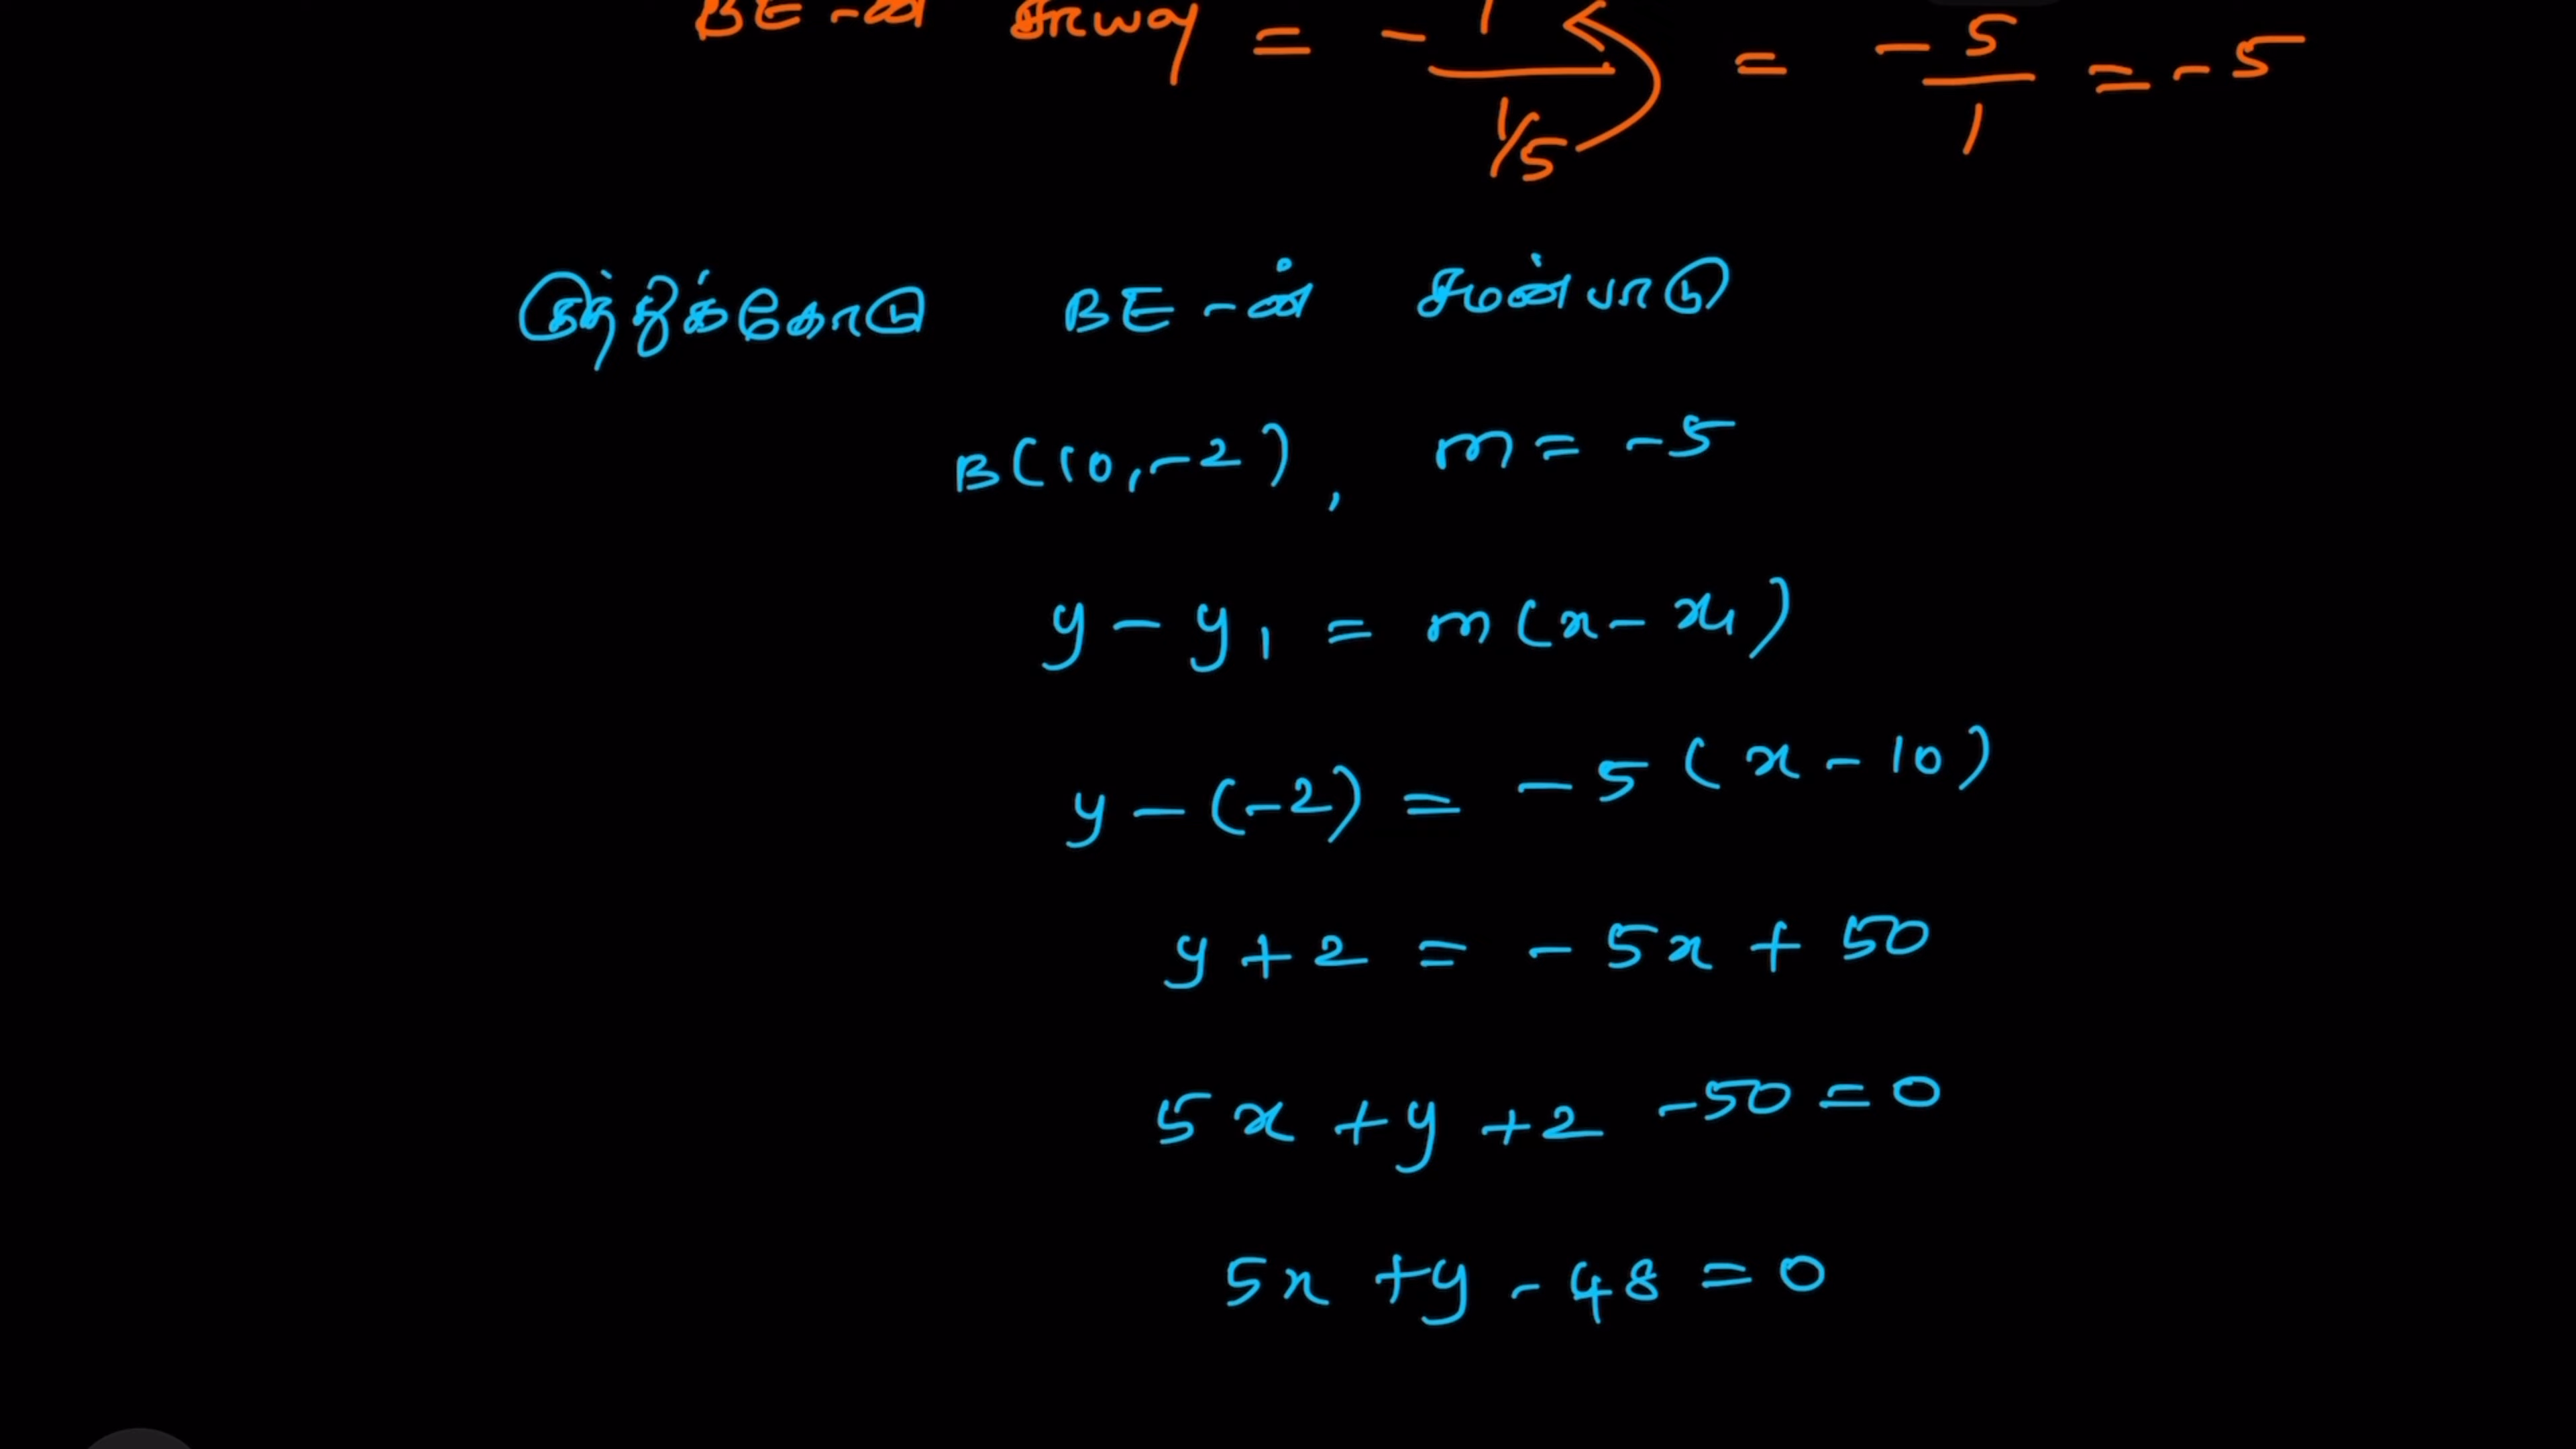 BE-ன் சாய்வு = - 1/(1/5) = - 5/1 = -5
குத்துக்கோடு BE-ன் சமன்பாடு
B(10,-2), m = -5
y - y₁ = m(x - x₁)
y - (-2) = -5(x - 10)
y + 2 = -5x + 50
5x + y + 2 - 50 = 0
5x + y - 48 = 0